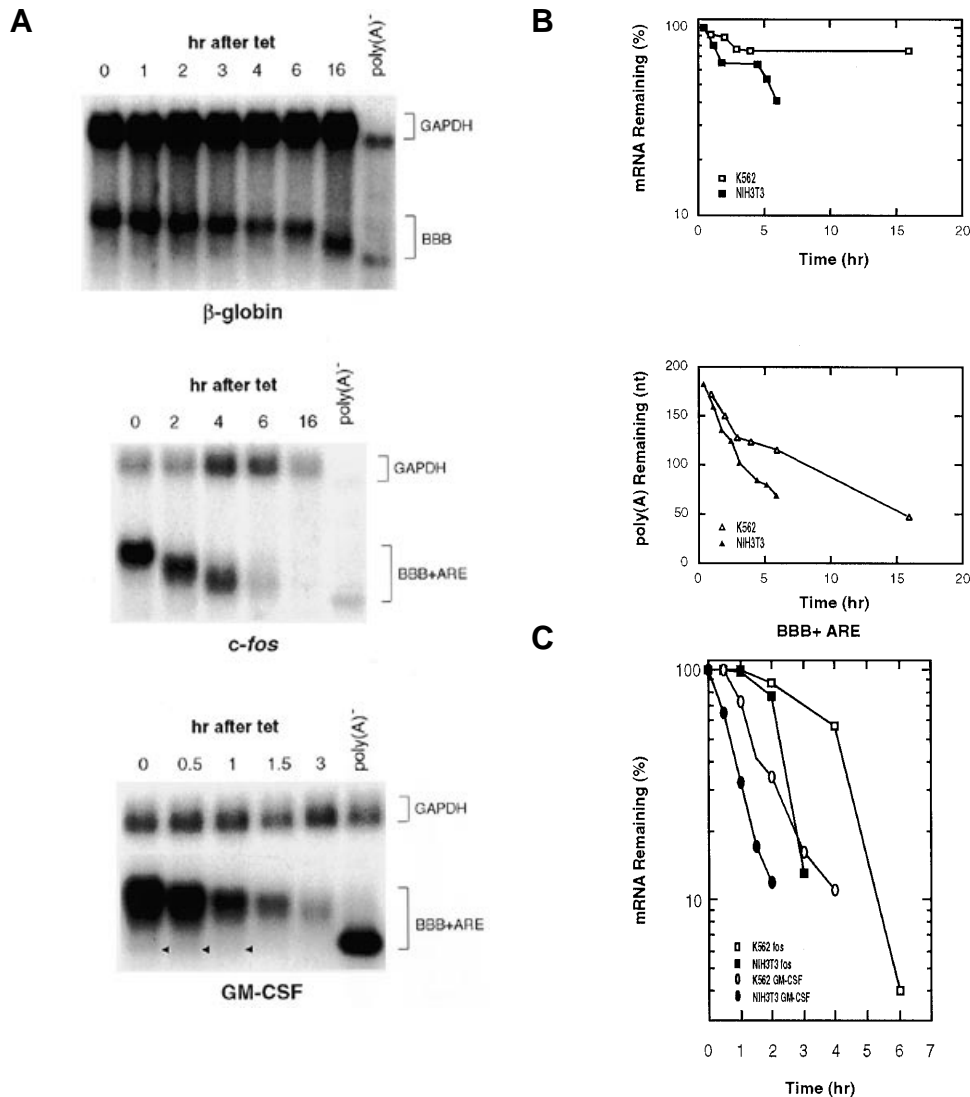 A
hr after tet
0 1 2 3 4 6 16 poly(A)⁻
GAPDH
BBB
β-globin
hr after tet
0 2 4 6 16 poly(A)⁻
GAPDH
BBB+ARE
c-fos
hr after tet
0 0.5 1 1.5 3 poly(A)⁻
GAPDH
BBB+ARE
GM-CSF
B
100
10
mRNA Remaining (%)
K562
NIH3T3
0 5 10 15 20
Time (hr)
200
150
100
50
0
poly(A) Remaining (nt)
K562
NIH3T3
0 5 10 15 20
Time (hr)
C
BBB+ ARE
100
10
mRNA Remaining (%)
K562 fos
NIH3T3 fos
K562 GM-CSF
NIH3T3 GM-CSF
0 1 2 3 4 5 6 7
Time (hr)